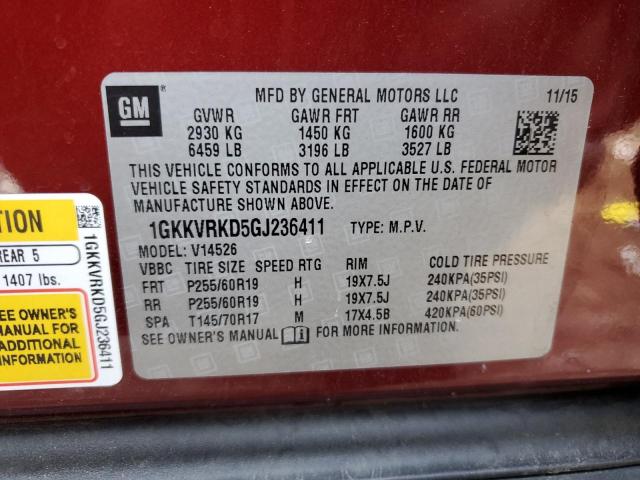 GM
MFD BY GENERAL MOTORS LLC 11/15
GVWR GAWR FRT GAWR RR
2930 KG 1450 KG 1600 KG
6459 LB 3196 LB 3527 LB
THIS VEHICLE CONFORMS TO ALL APPLICABLE U.S. FEDERAL MOTOR
VEHICLE SAFETY STANDARDS IN EFFECT ON THE DATE OF
MANUFACTURE SHOWN ABOVE.
1GKKVRKD5GJ236411 TYPE: M.P.V.
MODEL: V14526
VBBC TIRE SIZE SPEED RTG RIM COLD TIRE PRESSURE
FRT P255/60R19 H 19X7.5J 240KPA(35PSI)
RR P255/60R19 H 19X7.5J 240KPA(35PSI)
SPA T145/70R17 M 17X4.5B 420KPA(60PSI)
SEE OWNER'S MANUAL FOR MORE INFORMATION.
TION
REAR 5
1407 lbs.
SEE OWNER'S
MANUAL FOR
ADDITIONAL
INFORMATION
1GKKVRKD5GJ236411